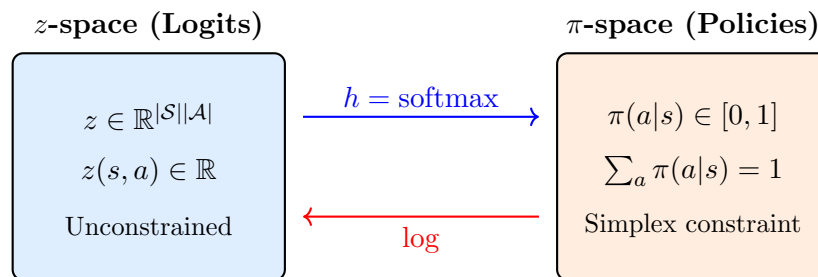 z-space (Logits)
z ∈ ℝ^{|𝒮||𝒜|}
z(s, a) ∈ ℝ
Unconstrained
h = softmax
log
π-space (Policies)
π(a|s) ∈ [0, 1]
∑_a π(a|s) = 1
Simplex constraint